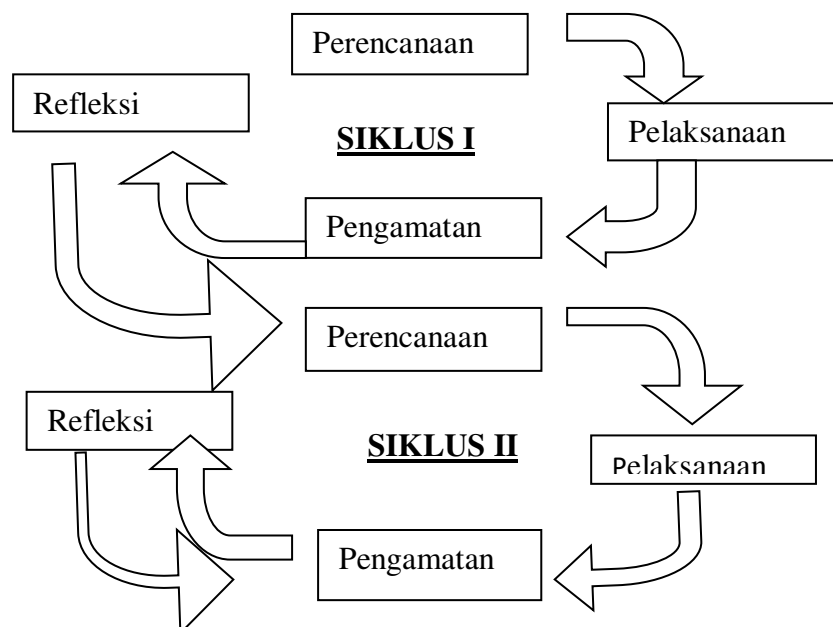 Perencanaan
Refleksi
SIKLUS I
Pelaksanaan
Pengamatan
Perencanaan
Refleksi
SIKLUS II
Pelaksanaan
Pengamatan